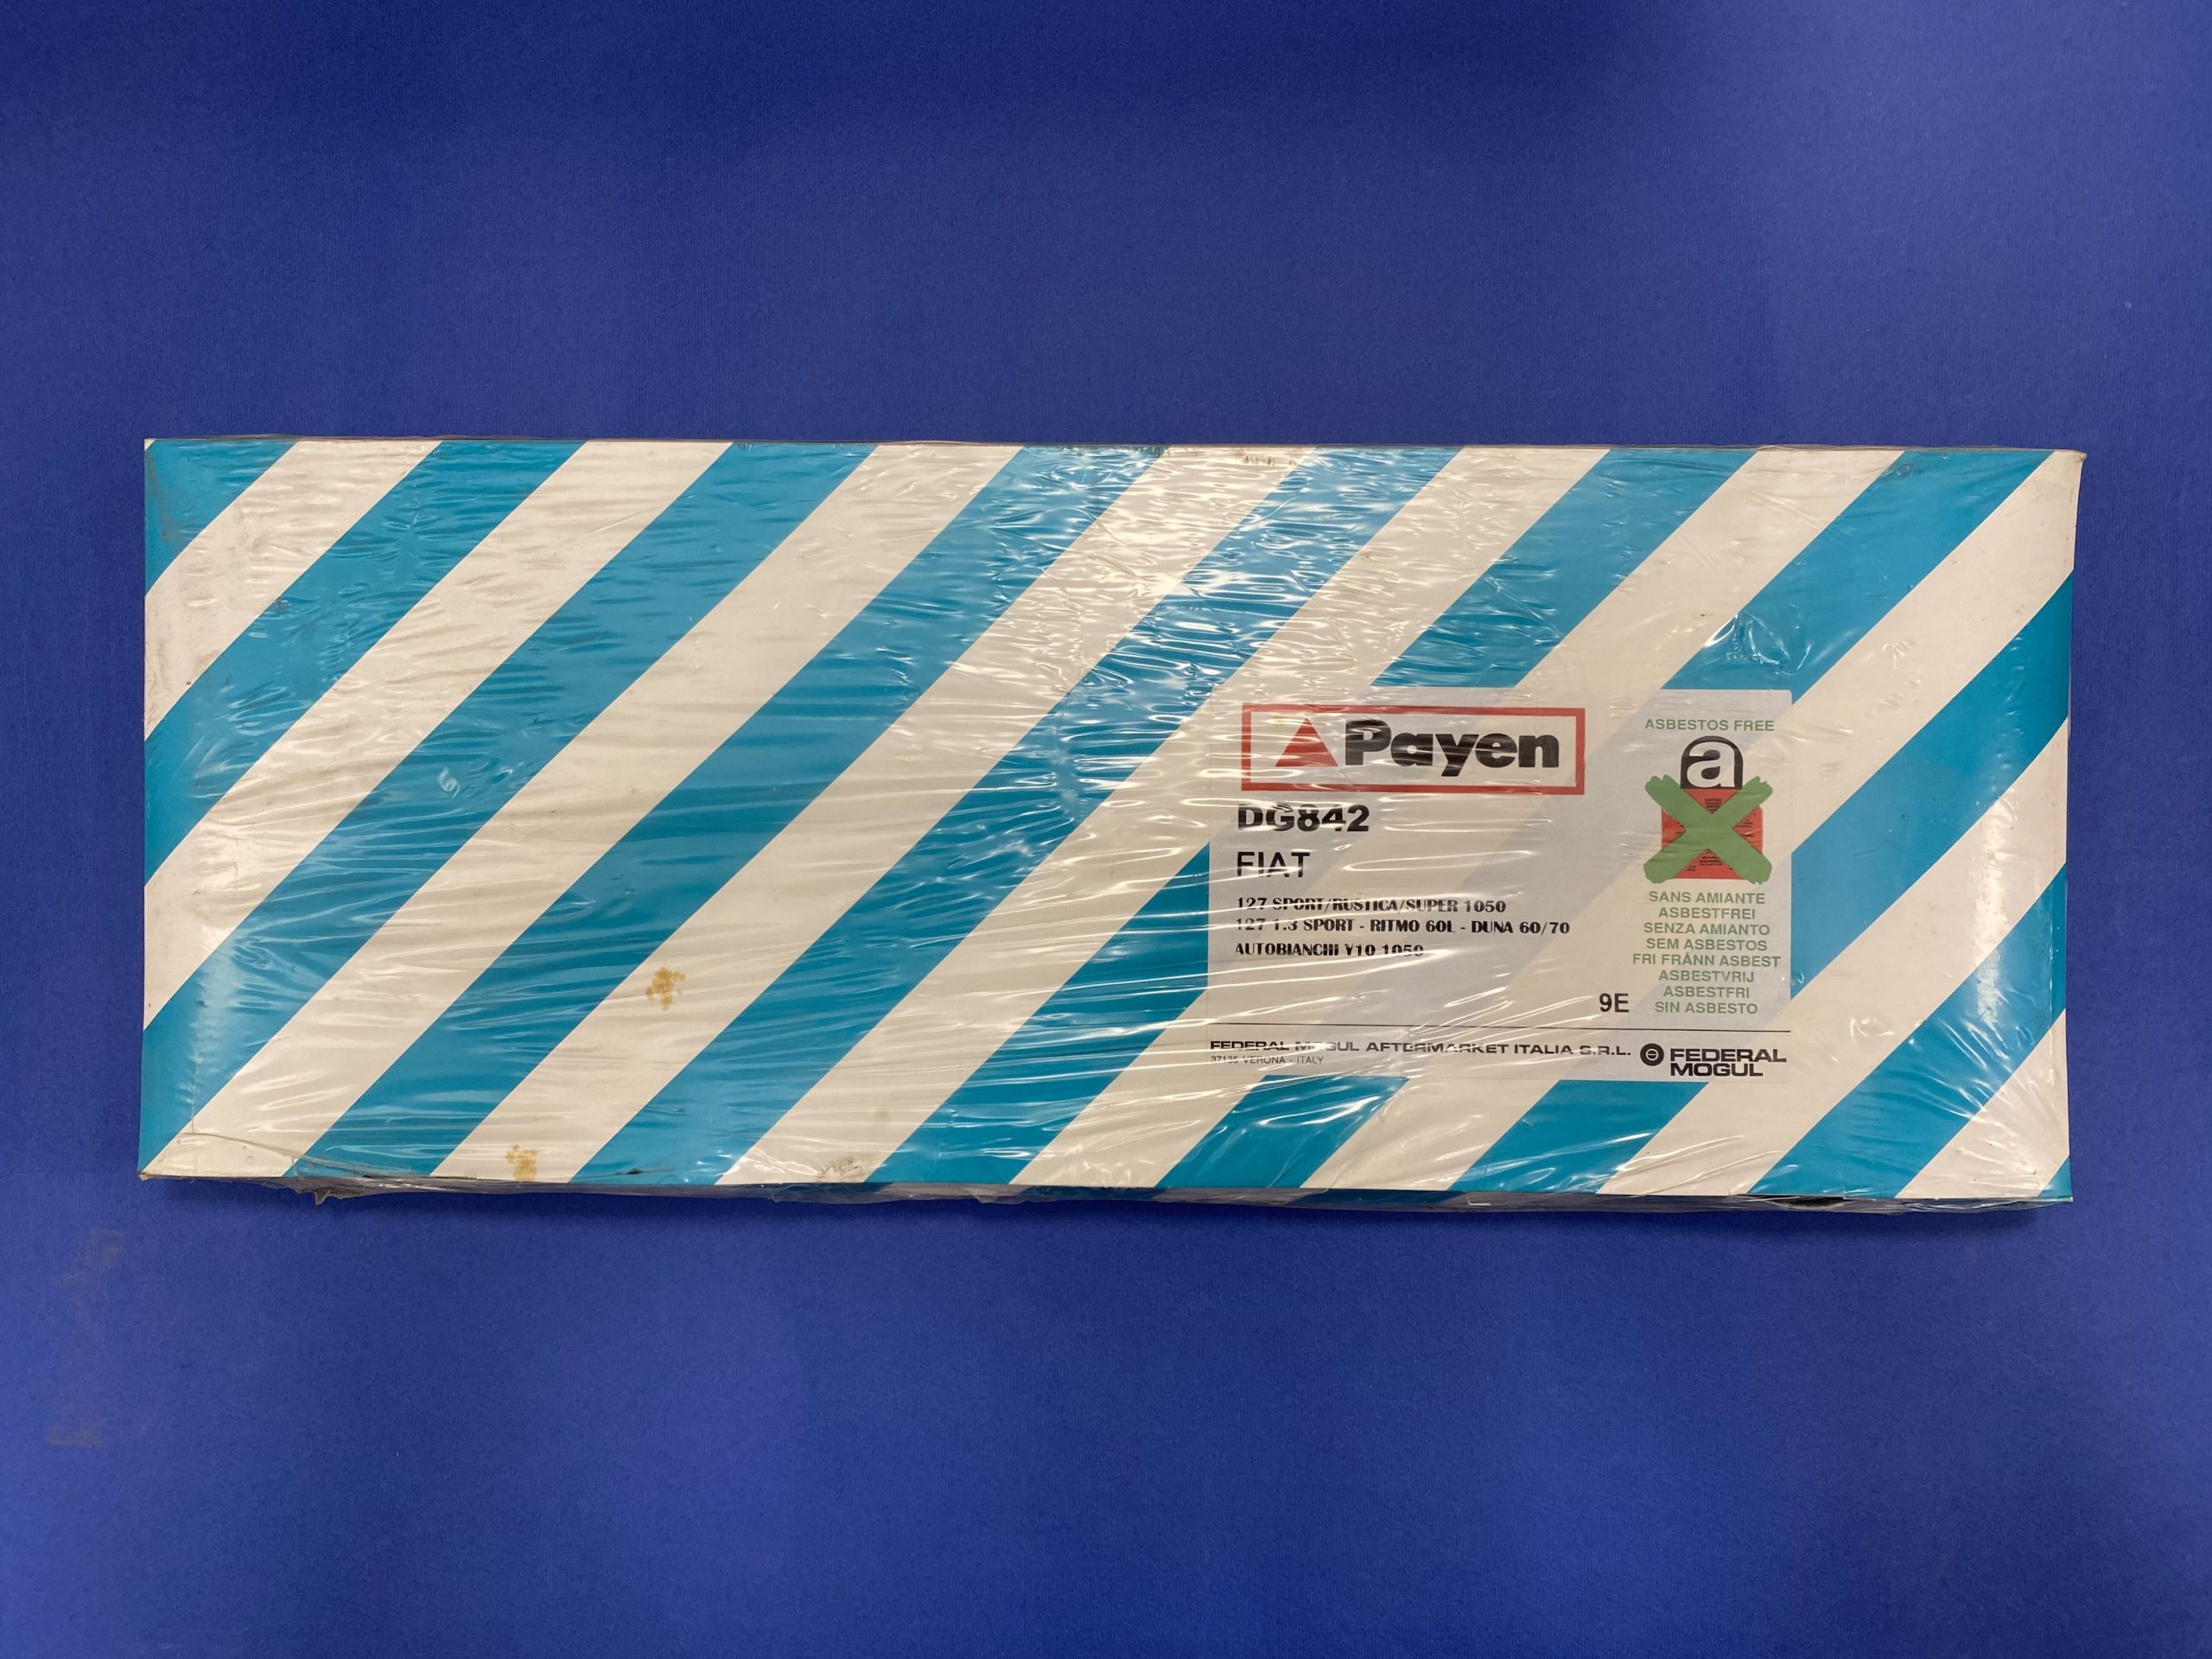 Payen
DG842
FIAT
127 SPORT/RUSTICA/SUPER 1050
127 1.3 SPORT - RITMO 60L - DUNA 60/70
AUTOBIANCHI Y10 1050
9E
ASBESTOS FREE
a
SANS AMIANTE
ASBESTFREI
SENZA AMIANTO
SEM ASBESTOS
FRI FRÅNN ASBEST
ASBESTVRIJ
ASBESTFRI
SIN ASBESTO
FEDERAL MOGUL AFTERMARKET ITALIA S.R.L.
37135 VERONA - ITALY
FEDERAL
MOGUL